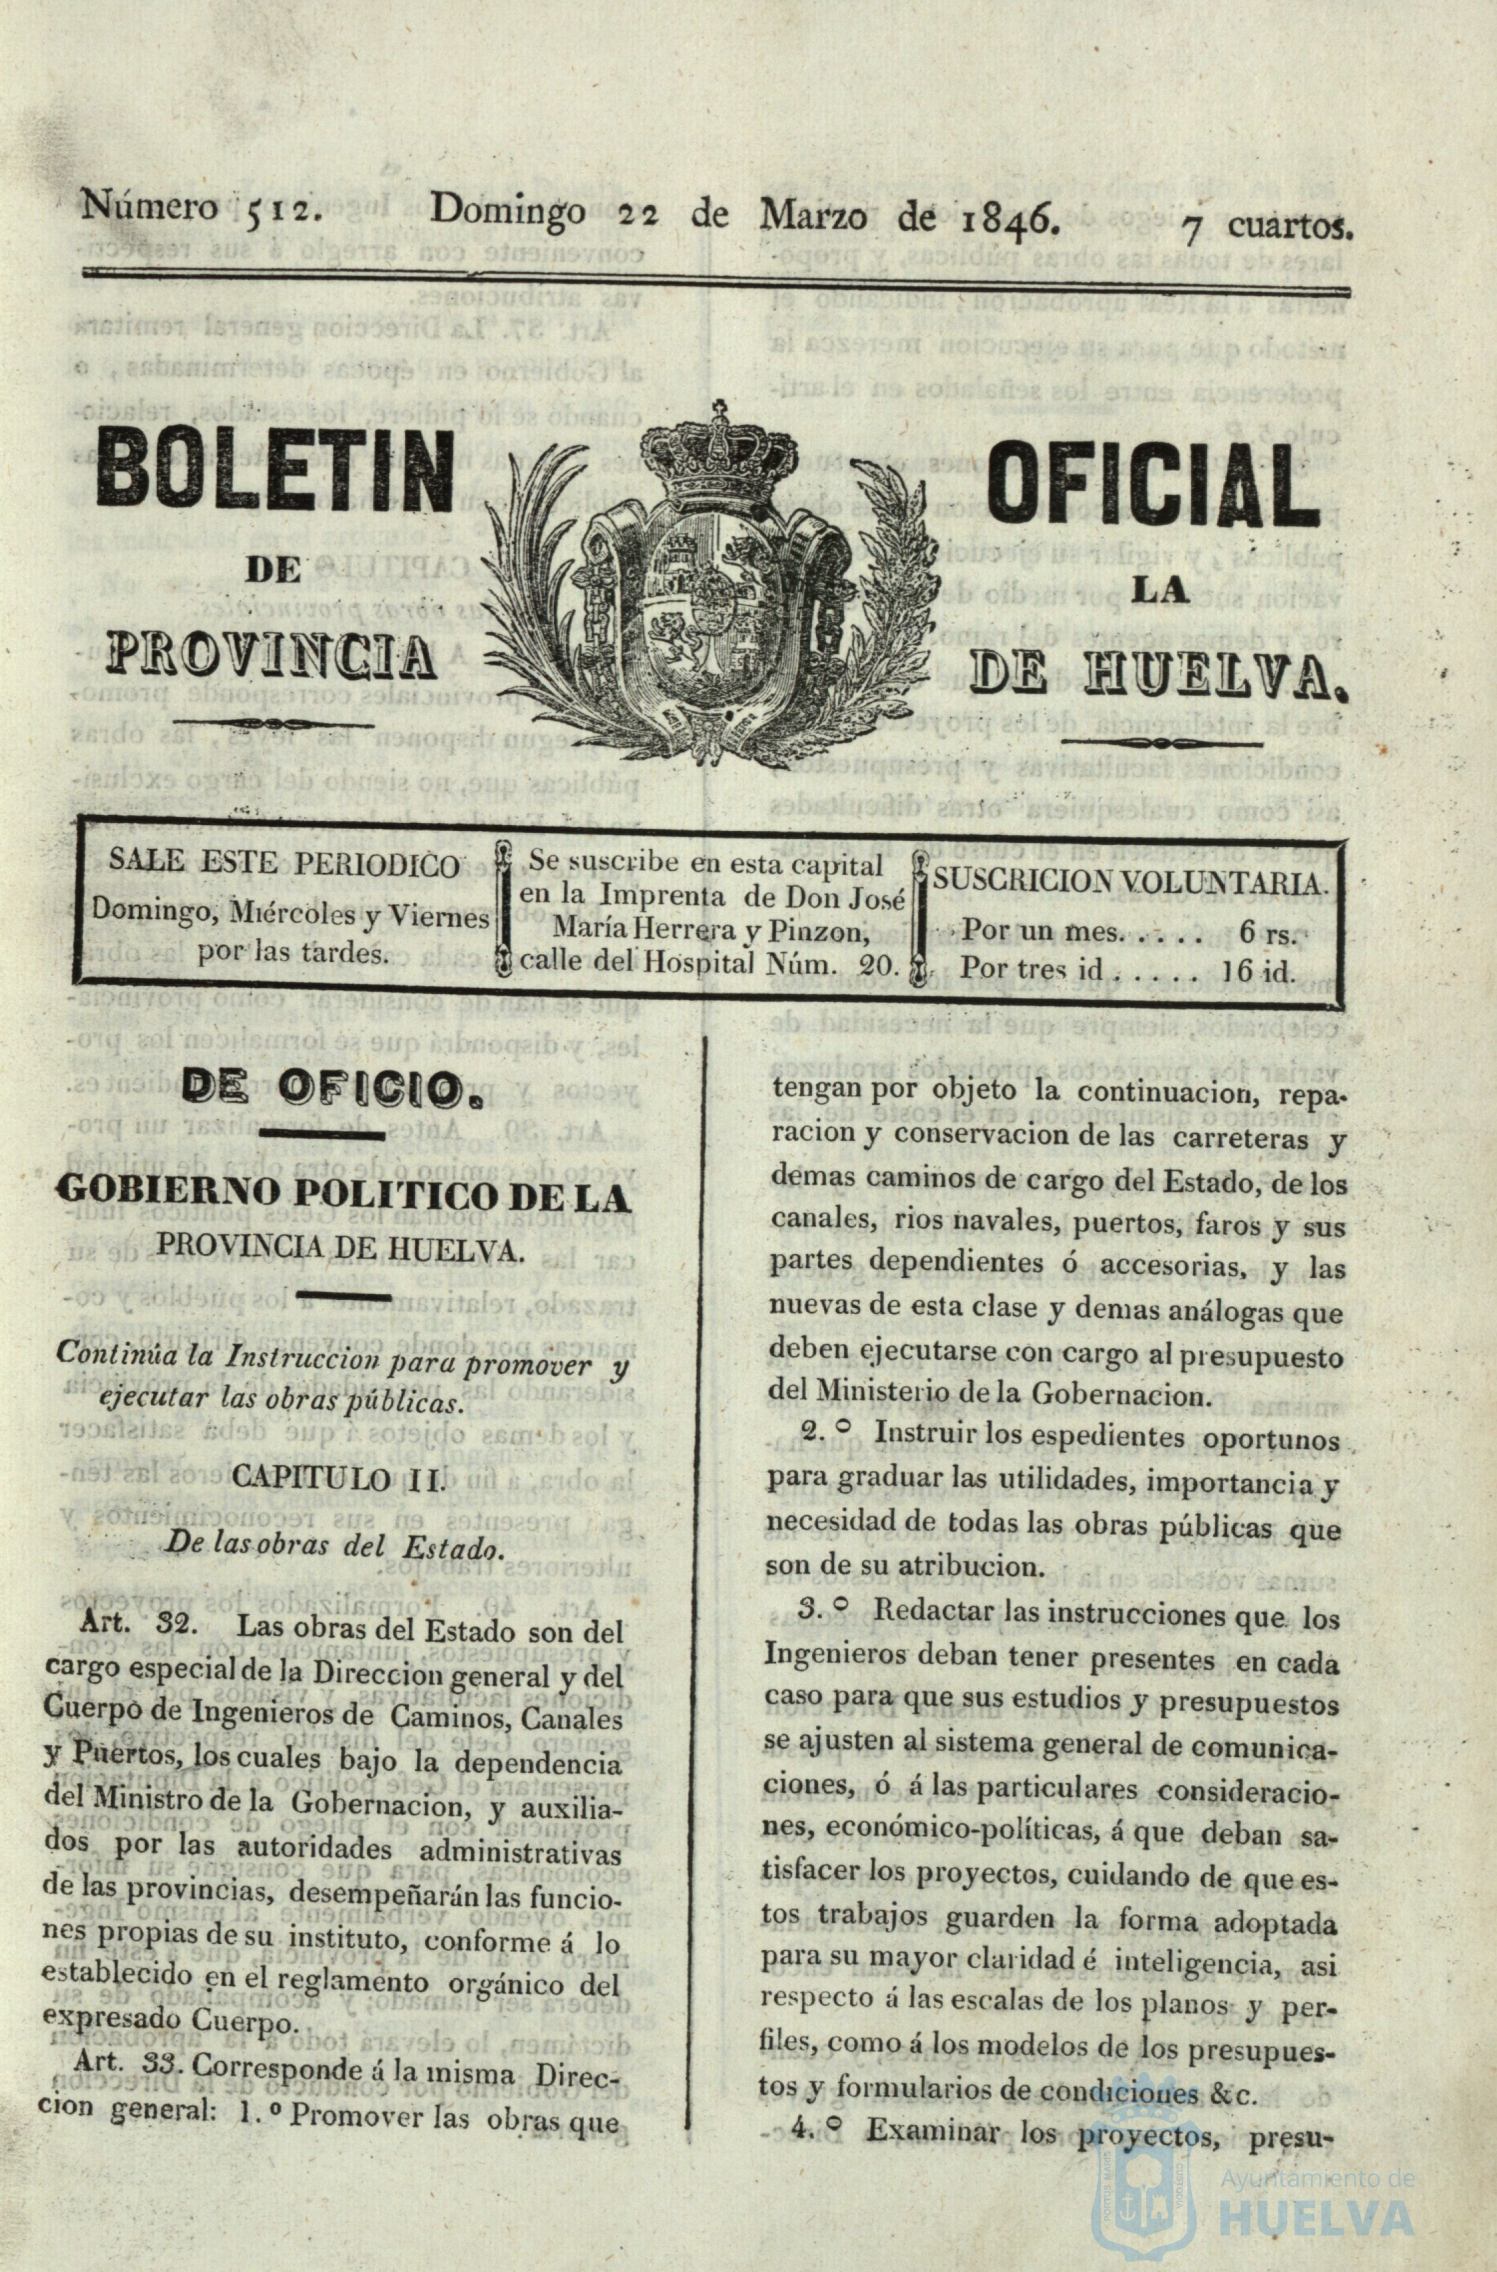 Número 512. Domingo 22 de Marzo de 1846. 7 cuartos.
BOLETIN OFICIAL
DE LA
PROVINCIA DE HUELVA.
SALE ESTE PERIODICO
Domingo, Miércoles y Viernes
por las tardes.
Se suscribe en esta capital
en la Imprenta de Don José
María Herrera y Pinzon,
calle del Hospital Núm. 20.
SUSCRICION VOLUNTARIA.
Por un mes. . . . . 6 rs.
Por tres id . . . . . 16 id.
DE OFICIO.
GOBIERNO POLITICO DE LA
PROVINCIA DE HUELVA.
Continúa la Instruccion para promover y
ejecutar las obras públicas.
CAPITULO II.
De las obras del Estado.
Art. 32. Las obras del Estado son del
cargo especial de la Direccion general y del
Cuerpo de Ingenieros de Caminos, Canales
y Puertos, los cuales bajo la dependencia
del Ministro de la Gobernacion, y auxilia-
dos por las autoridades administrativas
de las provincias, desempeñarán las funcio-
nes propias de su instituto, conforme á lo
establecido en el reglamento orgánico del
expresado Cuerpo.
Art. 33. Corresponde á la misma Direc-
cion general: 1.º Promover las obras que
tengan por objeto la continuacion, repa-
racion y conservacion de las carreteras y
demas caminos de cargo del Estado, de los
canales, rios navales, puertos, faros y sus
partes dependientes ó accesorias, y las
nuevas de esta clase y demas análogas que
deben ejecutarse con cargo al presupuesto
del Ministerio de la Gobernacion.
2.º Instruir los espedientes oportunos
para graduar las utilidades, importancia y
necesidad de todas las obras públicas que
son de su atribucion.
3.º Redactar las instrucciones que los
Ingenieros deban tener presentes en cada
caso para que sus estudios y presupuestos
se ajusten al sistema general de comunica-
ciones, ó á las particulares consideracio-
nes, económico-políticas, á que deban sa-
tisfacer los proyectos, cuidando de que es-
tos trabajos guarden la forma adoptada
para su mayor claridad é inteligencia, asi
respecto á las escalas de los planos y per-
files, como á los modelos de los presupues-
tos y formularios de condiciones &c.
4.º Examinar los proyectos, presu-
Ayuntamiento de
HUELVA